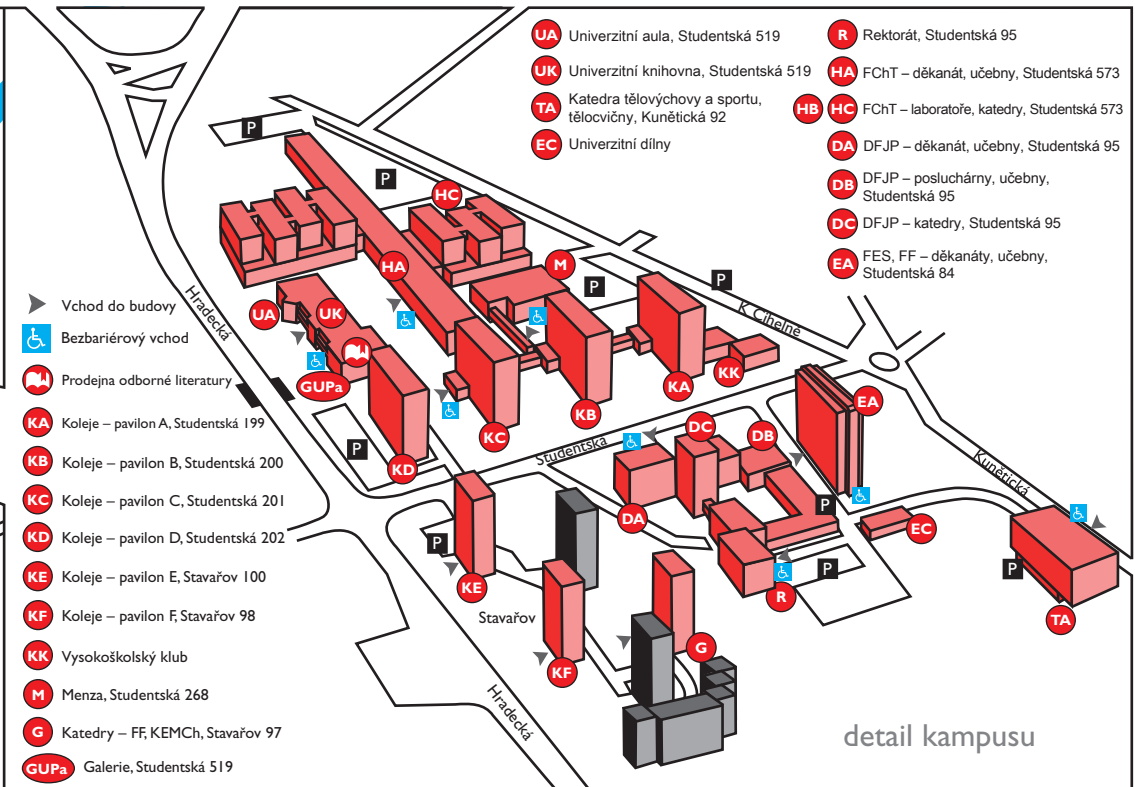 UA Univerzitní aula, Studentská 519
UK Univerzitní knihovna, Studentská 519
TA Katedra tělovýchovy a sportu,
tělocvičny, Kunětická 92
EC Univerzitní dílny
R Rektorát, Studentská 95
HA FChT – děkanát, učebny, Studentská 573
HB HC FChT – laboratoře, katedry, Studentská 573
DA DFJP – děkanát, učebny, Studentská 95
DB DFJP – posluchárny, učebny,
Studentská 95
DC DFJP – katedry, Studentská 95
EA FES, FF – děkanáty, učebny,
Studentská 84
Vchod do budovy
Bezbariérový vchod
Prodejna odborné literatury
KA Koleje – pavilon A, Studentská 199
KB Koleje – pavilon B, Studentská 200
KC Koleje – pavilon C, Studentská 201
KD Koleje – pavilon D, Studentská 202
KE Koleje – pavilon E, Stavařov 100
KF Koleje – pavilon F, Stavařov 98
KK Vysokoškolský klub
M Menza, Studentská 268
G Katedry – FF, KEMCh, Stavařov 97
GUPa Galerie, Studentská 519
P
P
HC
HA
M
P
P
K Cihelně
Hradecká
UA
UK
GUPa
KA
KK
KB
KC
EA
P
KD
Studentská
DC
DB
Kunětická
DA
P
EC
P
KE
P
R
P
TA
Stavařov
KF
G
Hradecká
detail kampusu